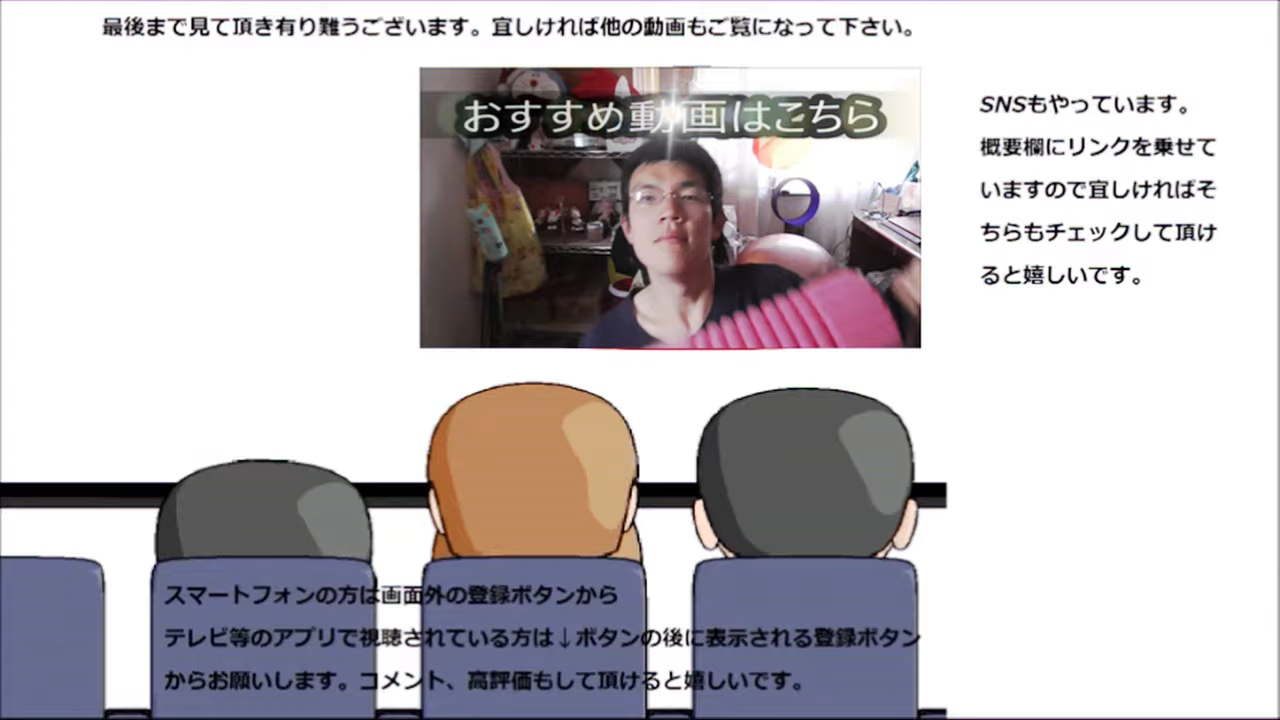 最後まで見て頂き有り難うございます。宜しければ他の動画もご覧になって下さい。
おすすめ動画はこちら
SNSもやっています。
概要欄にリンクを乗せて
いますので宜しければそ
ちらもチェックして頂け
ると嬉しいです。
スマートフォンの方は画面外の登録ボタンから
テレビ等のアプリで視聴されている方は↓ボタンの後に表示される登録ボタン
からお願いします。コメント、高評価もして頂けると嬉しいです。